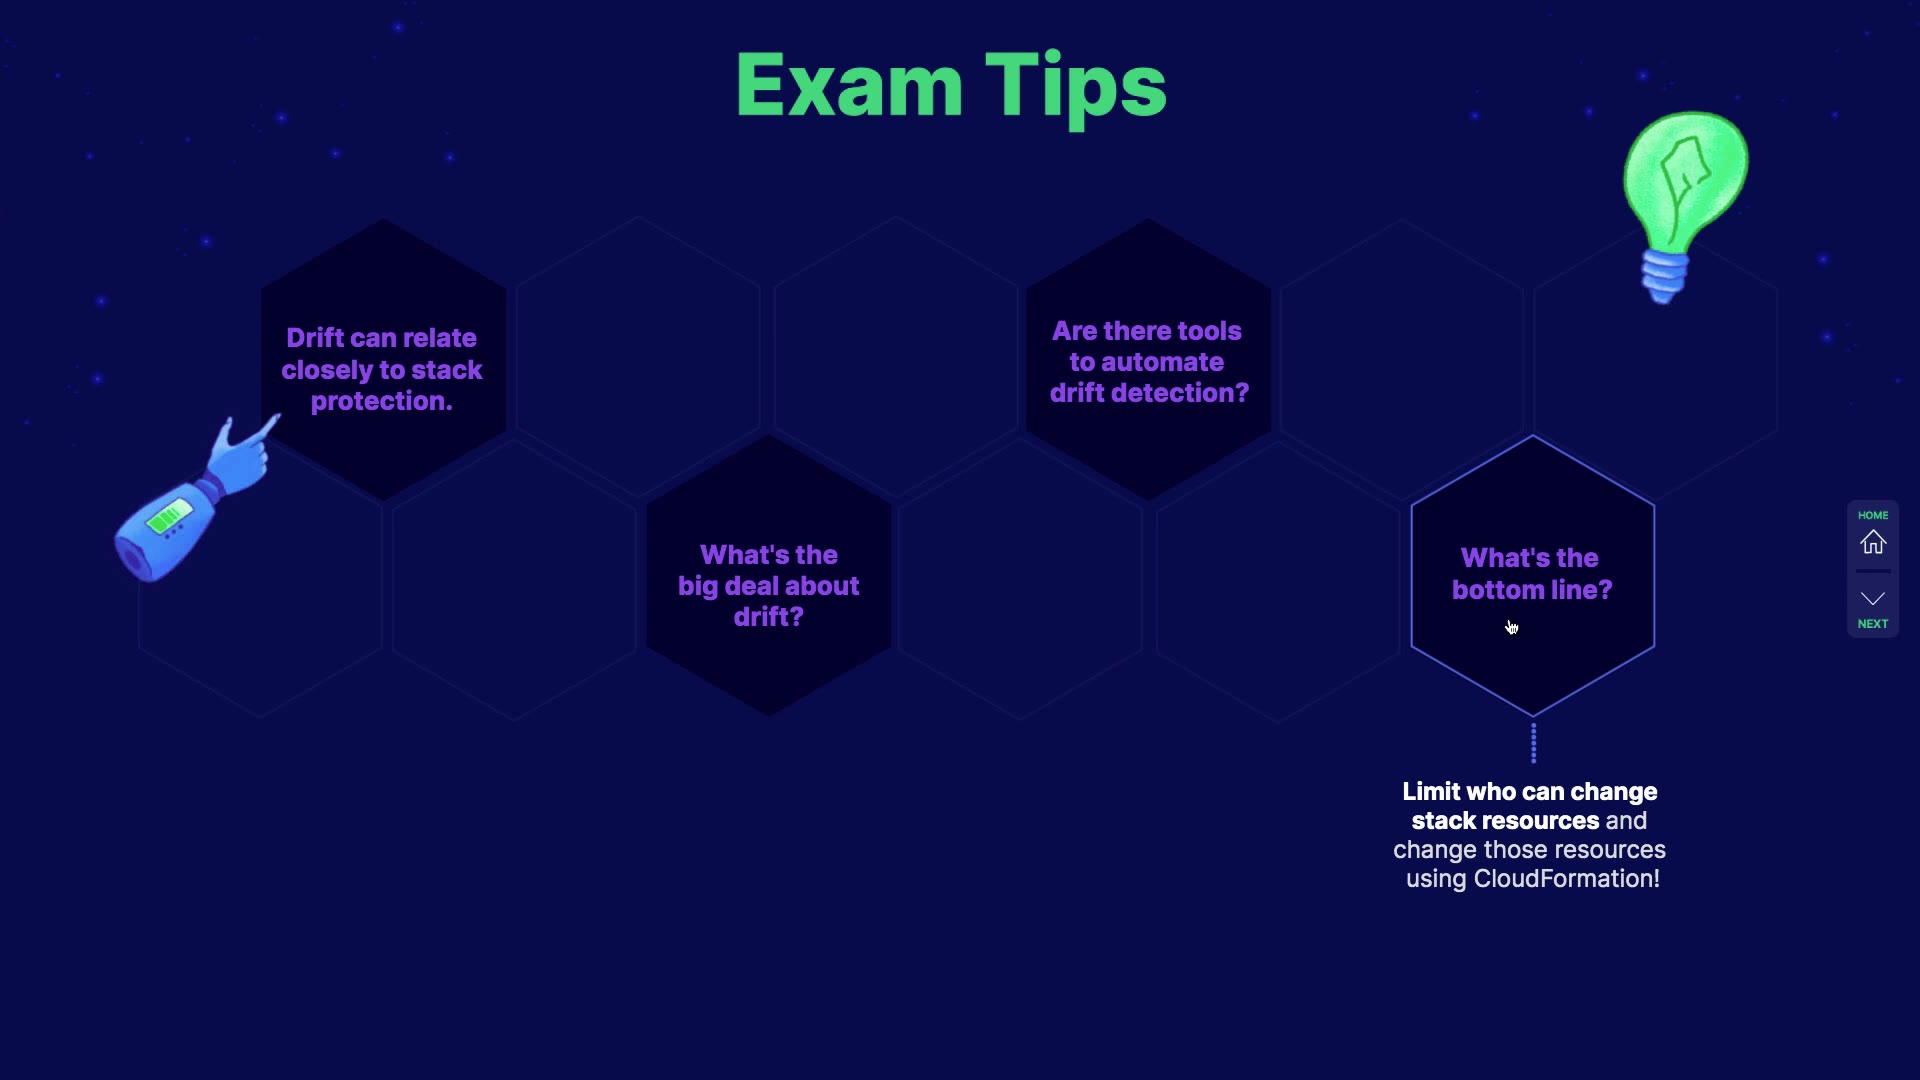 Exam Tips
Drift can relate
closely to stack
protection.
Are there tools
to automate
drift detection?
What's the
big deal about
drift?
What's the
bottom line?
Limit who can change
stack resources and
change those resources
using CloudFormation!
HOME
NEXT